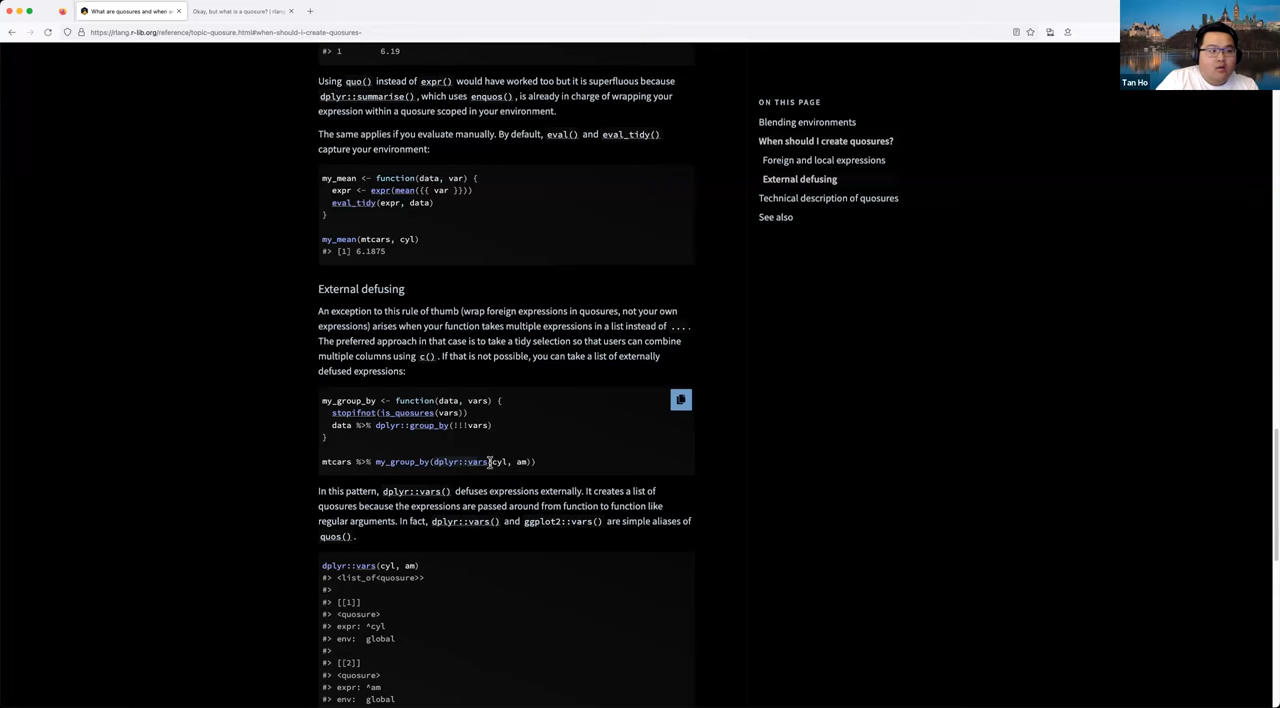 What are quosures and when
Okay, but what is a quosure? | rlang
https://rlang.r-lib.org/reference/topic-quosure.html#when-should-i-create-quosures-
Tan Ho
#> 1 6.19
Using quo() instead of expr() would have worked too but it is superfluous because
dplyr::summarise(), which uses enquos(), is already in charge of wrapping your
expression within a quosure scoped in your environment.
The same applies if you evaluate manually. By default, eval() and eval_tidy()
capture your environment:
my_mean <- function(data, var) {
expr <- expr(mean({{ var }}))
eval_tidy(expr, data)
}
my_mean(mtcars, cyl)
#> [1] 6.1875
External defusing
An exception to this rule of thumb (wrap foreign expressions in quosures, not your own
expressions) arises when your function takes multiple expressions in a list instead of ....
The preferred approach in that case is to take a tidy selection so that users can combine
multiple columns using c(). If that is not possible, you can take a list of externally
defused expressions:
my_group_by <- function(data, vars) {
stopifnot(is_quosures(vars))
data %>% dplyr::group_by(!!!vars)
}
mtcars %>% my_group_by(dplyr::vars(cyl, am))
In this pattern, dplyr::vars() defuses expressions externally. It creates a list of
quosures because the expressions are passed around from function to function like
regular arguments. In fact, dplyr::vars() and ggplot2::vars() are simple aliases of
quos().
dplyr::vars(cyl, am)
#> <list_of<quosure>>
#>
#> [[1]]
#> <quosure>
#> expr: ^cyl
#> env: global
#>
#> [[2]]
#> <quosure>
#> expr: ^am
#> env: global
ON THIS PAGE
Blending environments
When should I create quosures?
Foreign and local expressions
External defusing
Technical description of quosures
See also